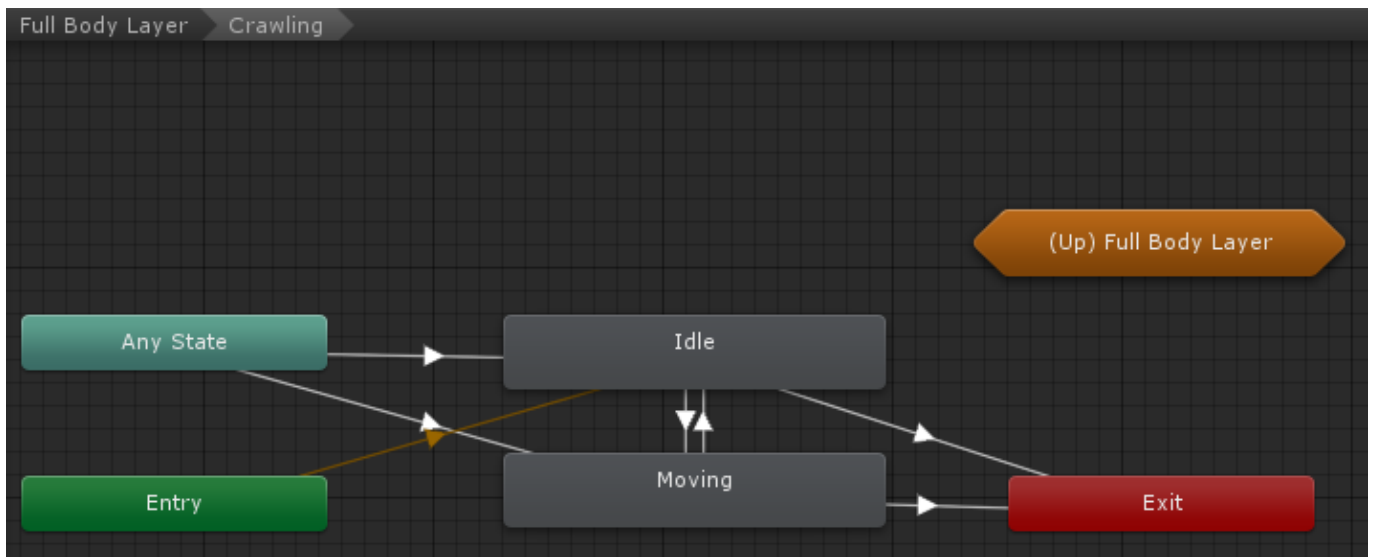 Full Body Layer
Crawling
(Up) Full Body Layer
Any State
Idle
Moving
Entry
Exit